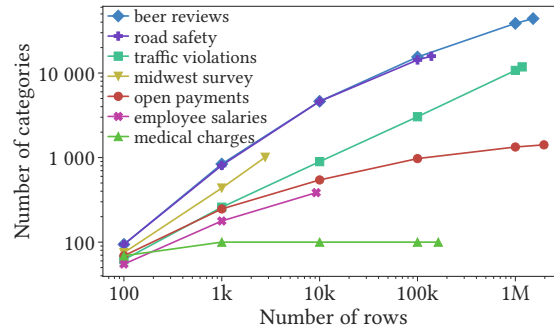 beer reviews
road safety
traffic violations
midwest survey
open payments
employee salaries
medical charges
Number of categories
10 000
1 000
100
100
1k
10k
100k
1M
Number of rows